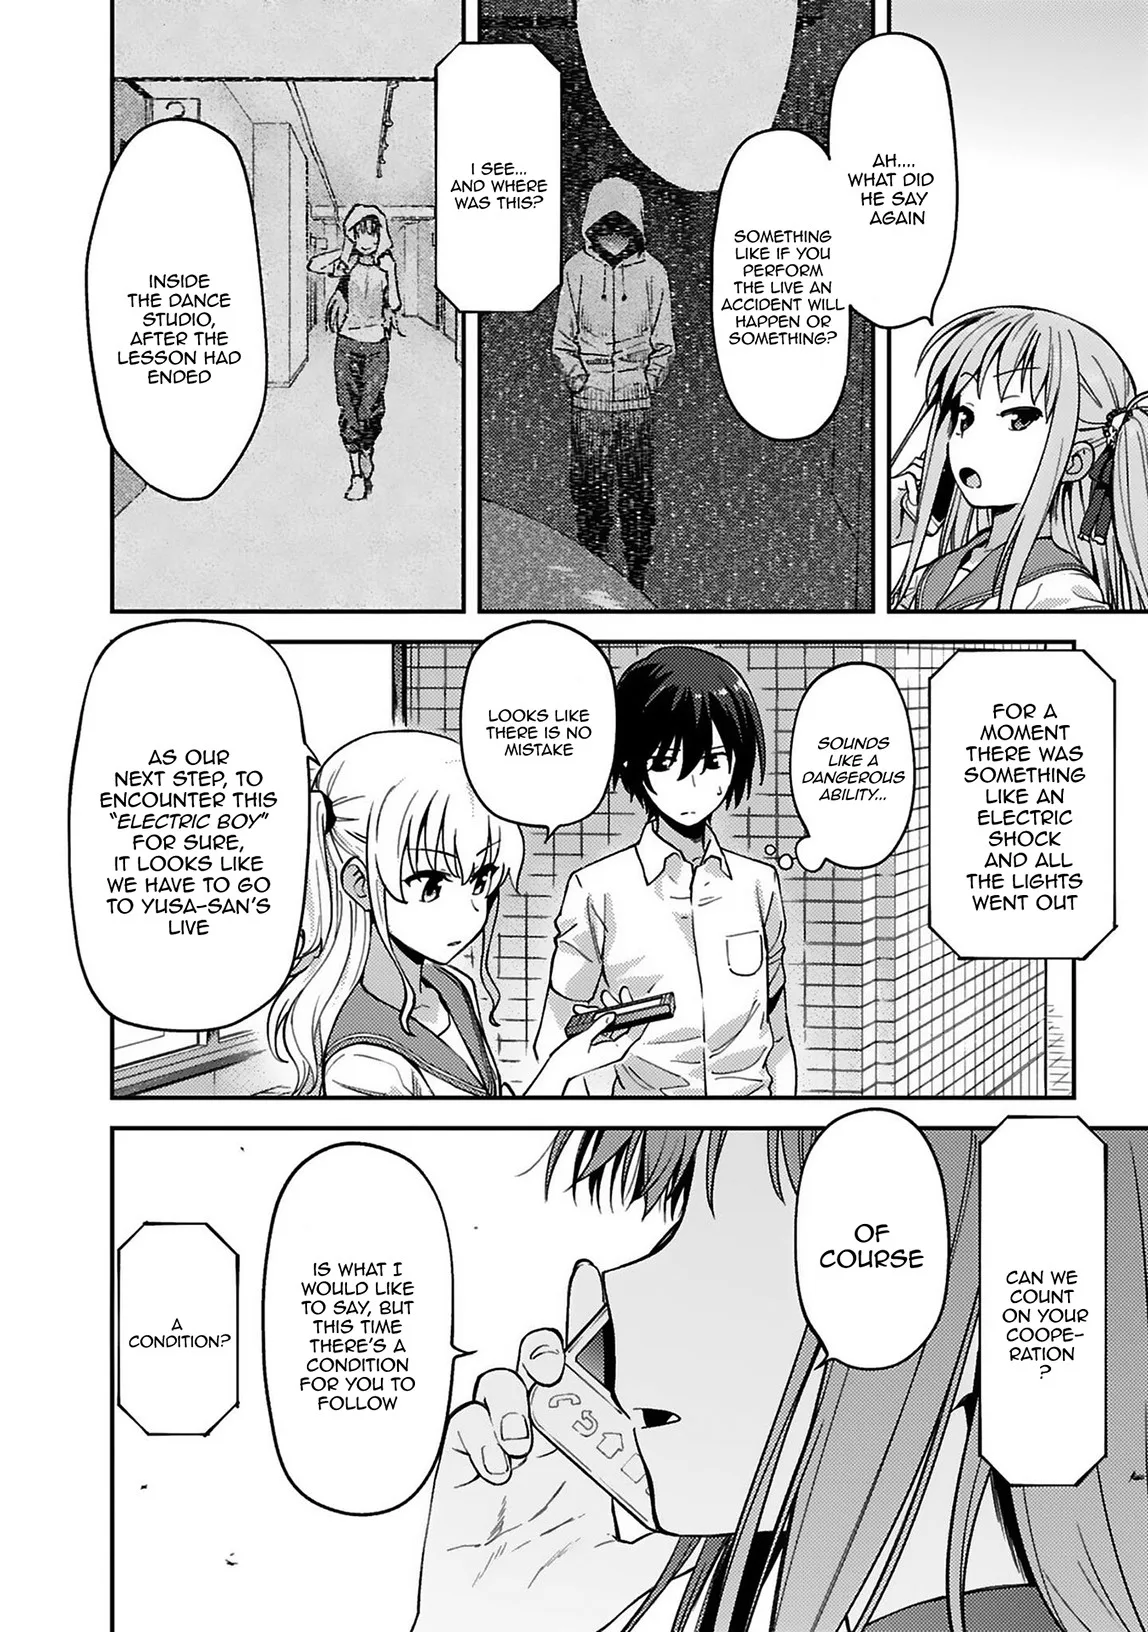 AH....
WHAT DID
HE SAY
AGAIN
SOMETHING
LIKE IF YOU
PERFORM
THE LIVE AN
ACCIDENT WILL
HAPPEN OR
SOMETHING?
I SEE...
AND WHERE
WAS THIS?
INSIDE
THE DANCE
STUDIO,
AFTER THE
LESSON HAD
ENDED
FOR A
MOMENT
THERE WAS
SOMETHING
LIKE AN
ELECTRIC
SHOCK
AND ALL
THE LIGHTS
WENT OUT
SOUNDS
LIKE A
DANGEROUS
ABILITY...
LOOKS LIKE
THERE IS NO
MISTAKE
AS OUR
NEXT STEP, TO
ENCOUNTER THIS
"ELECTRIC BOY"
FOR SURE,
IT LOOKS LIKE
WE HAVE TO GO
TO YUSA-SAN'S
LIVE
CAN WE
COUNT
ON YOUR
COOPE-
RATION
?
OF
COURSE
IS WHAT I
WOULD LIKE
TO SAY, BUT
THIS TIME
THERE'S A
CONDITION
FOR YOU TO
FOLLOW
A
CONDITION?